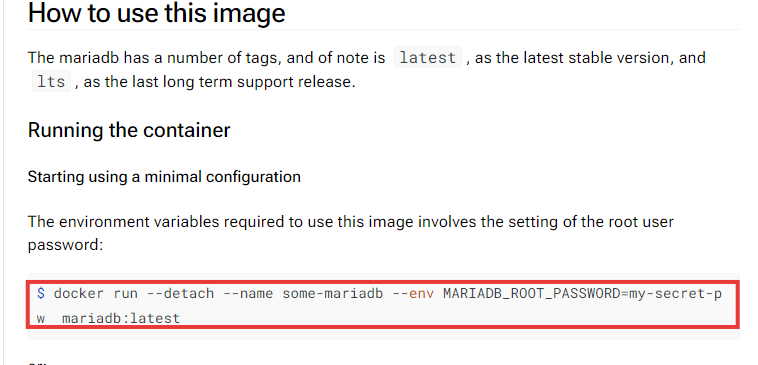 How to use this image
The mariadb has a number of tags, and of note is latest , as the latest stable version, and
lts , as the last long term support release.
Running the container
Starting using a minimal configuration
The environment variables required to use this image involves the setting of the root user
password:
$ docker run --detach --name some-mariadb --env MARIADB_ROOT_PASSWORD=my-secret-p
w  mariadb:latest